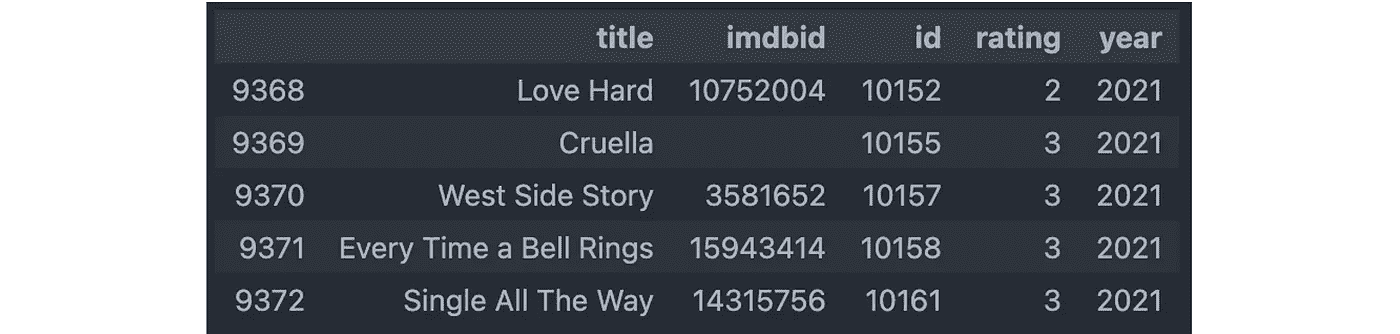 title imdbid id rating year
9368 Love Hard 10752004 10152 2 2021
9369 Cruella 10155 3 2021
9370 West Side Story 3581652 10157 3 2021
9371 Every Time a Bell Rings 15943414 10158 3 2021
9372 Single All The Way 14315756 10161 3 2021